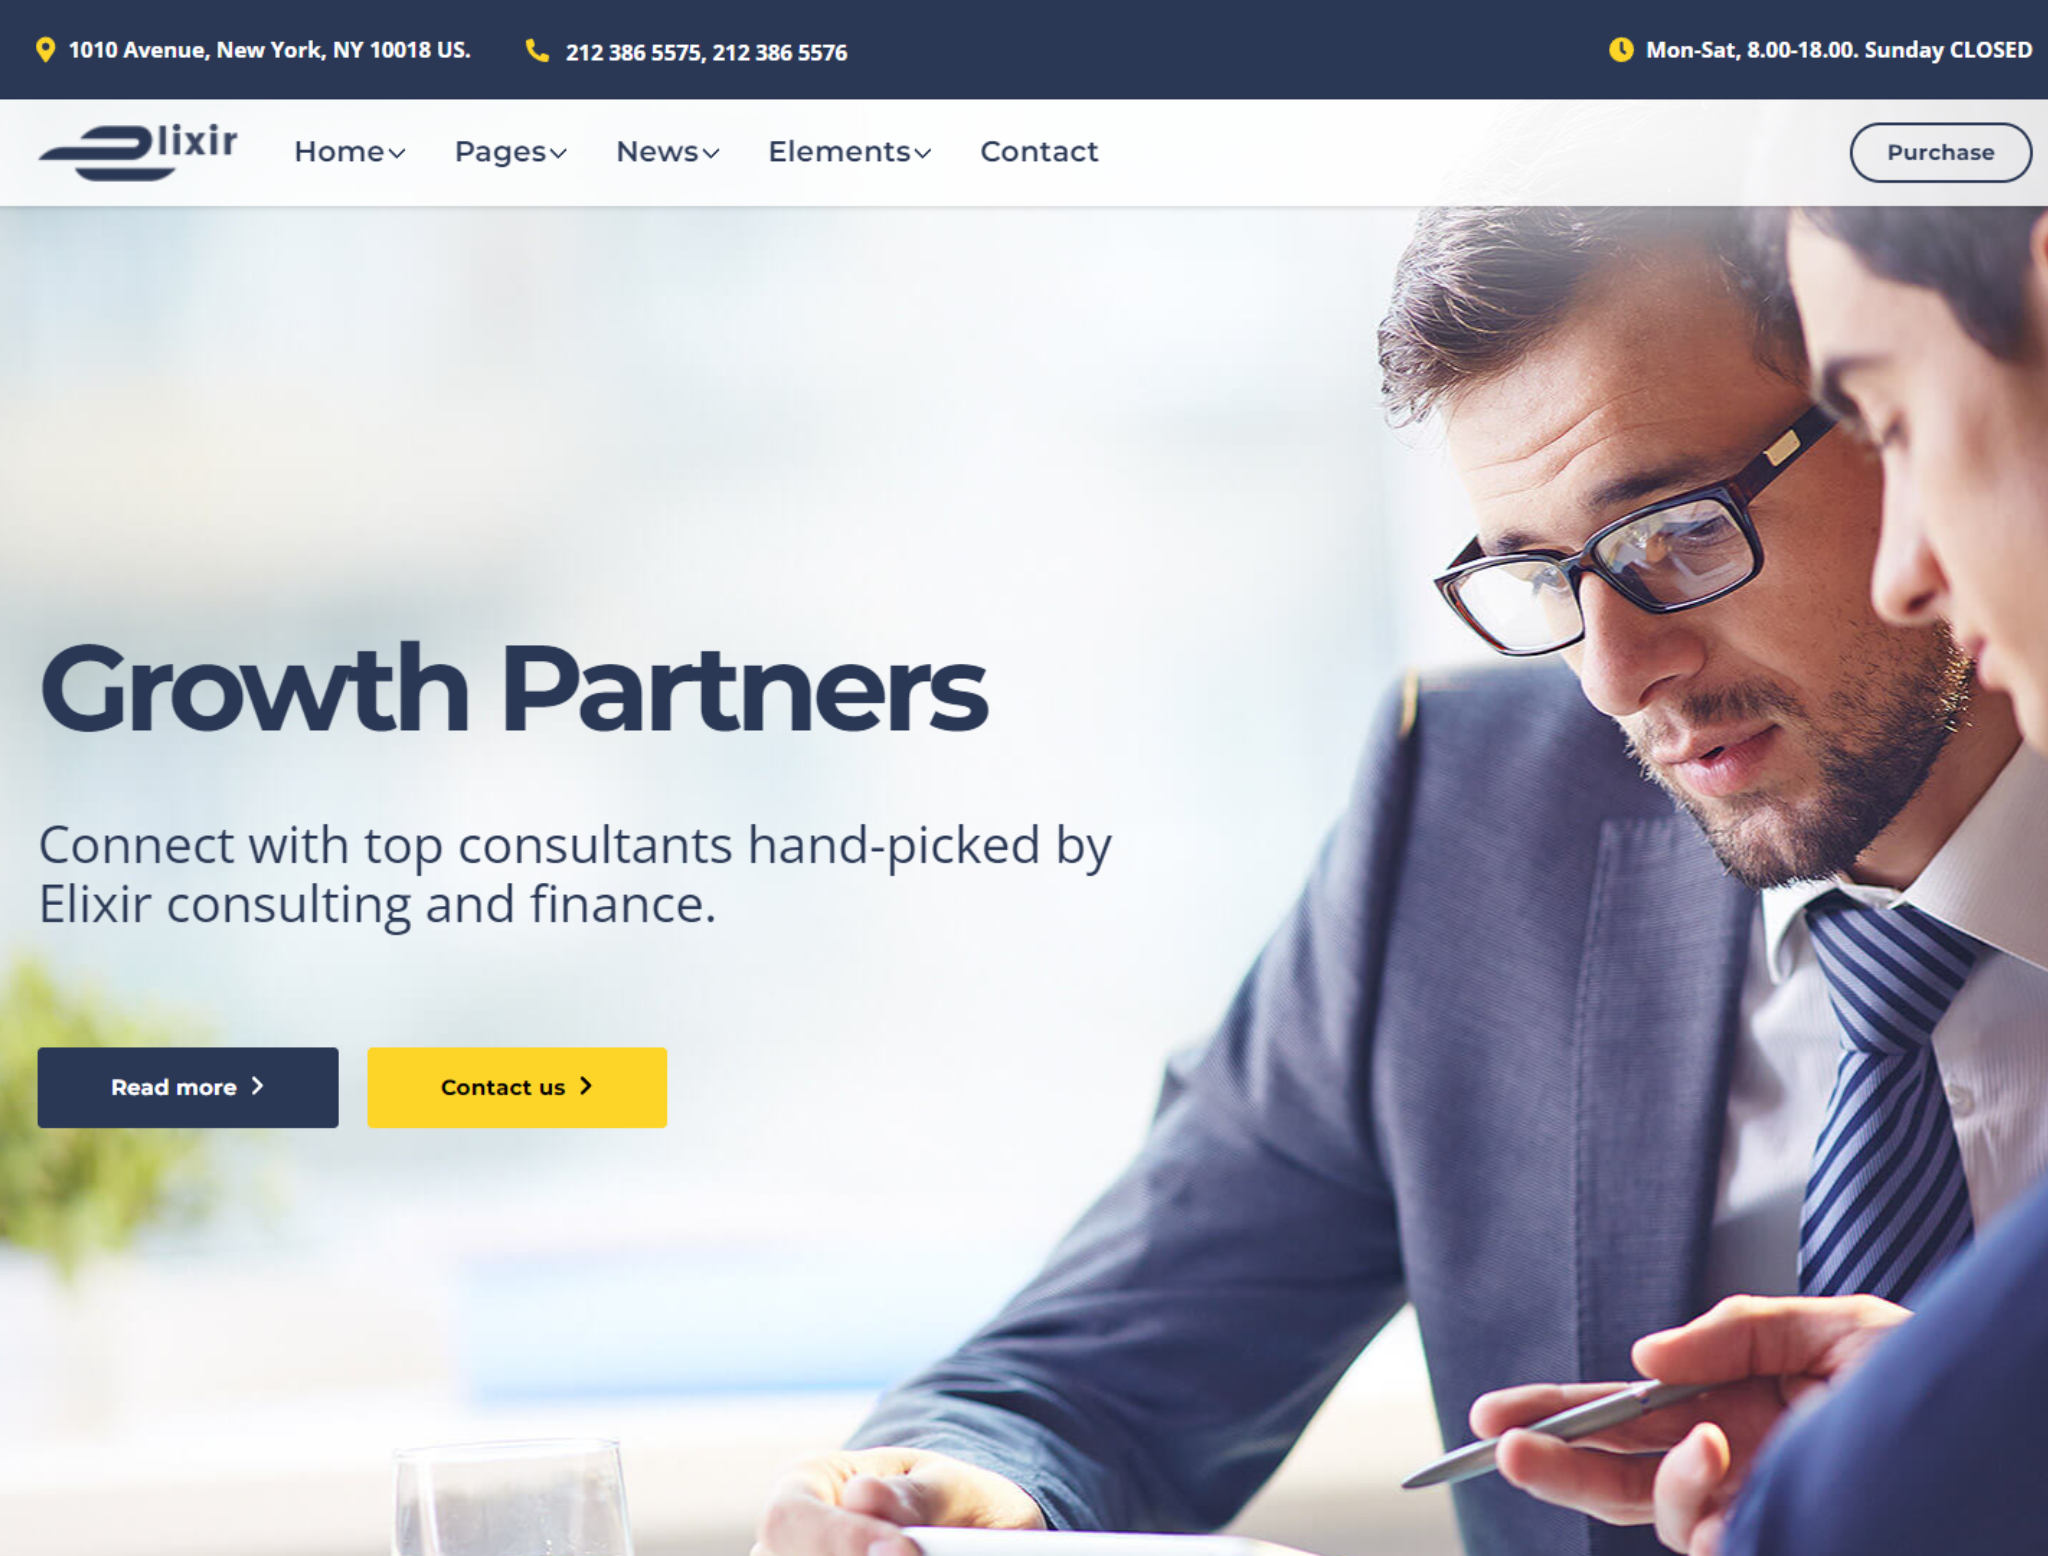 1010 Avenue, New York, NY 10018 US.
212 386 5575, 212 386 5576
Mon-Sat, 8.00-18.00. Sunday CLOSED
elixir
Home
Pages
News
Elements
Contact
Purchase
Growth Partners
Connect with top consultants hand-picked by
Elixir consulting and finance.
Read more
Contact us